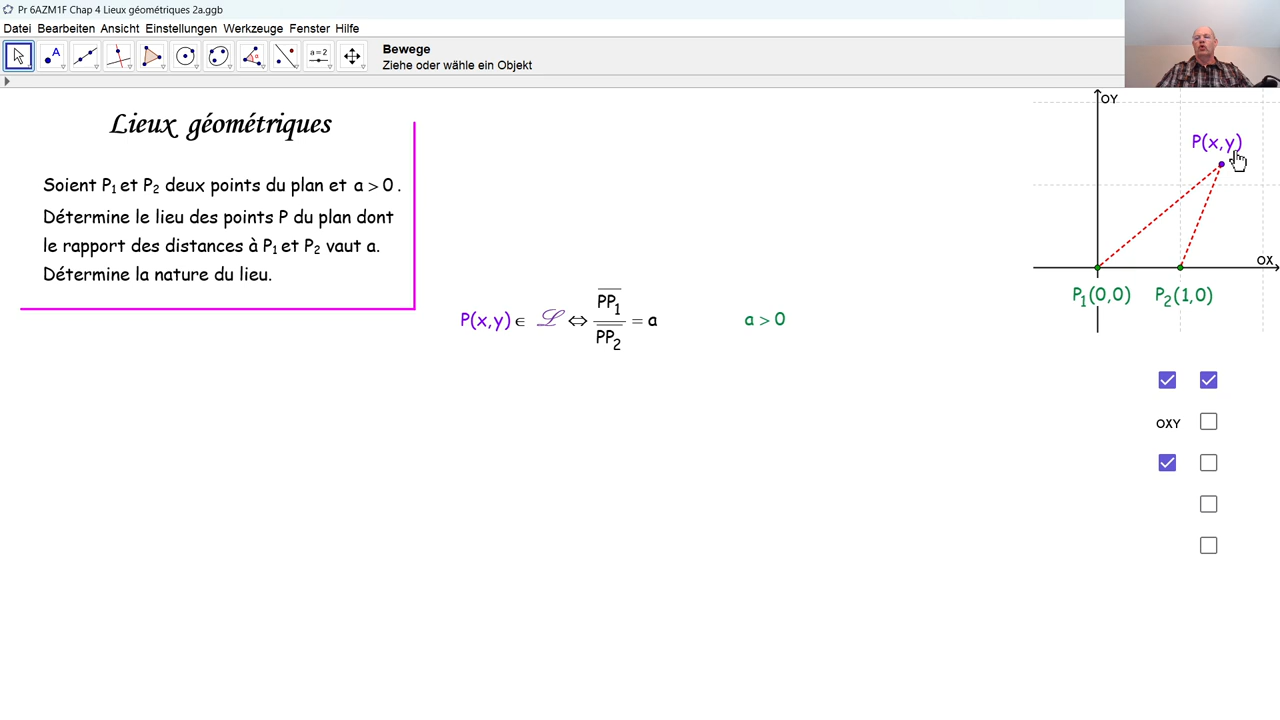 Pr 6AZM1F Chap 4 Lieux géométriques 2a.ggb
Datei Bearbeiten Ansicht Einstellungen Werkzeuge Fenster Hilfe
A
α
a=2
Bewege
Ziehe oder wähle ein Objekt
Lieux géométriques
Soient P₁ et P₂ deux points du plan et a > 0 .
Détermine le lieu des points P du plan dont
le rapport des distances à P₁ et P₂ vaut a.
Détermine la nature du lieu.
P(x,y) ∈ ℒ ⇔ PP₁ / PP₂ = a
a > 0
OY
P(x,y)
OX
P₁(0,0) P₂(1,0)
OXY